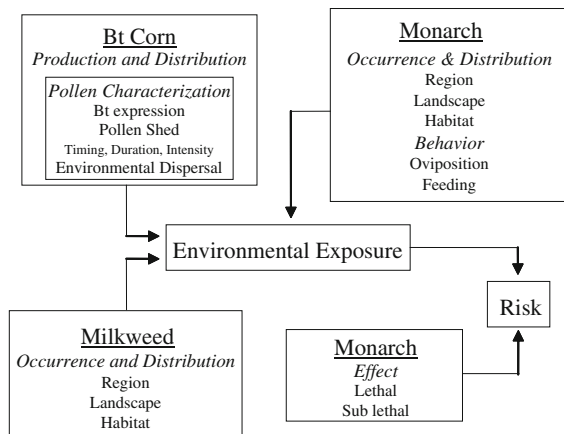 Bt Corn
Production and Distribution
Pollen Characterization
Bt expression
Pollen Shed
Timing, Duration, Intensity
Environmental Dispersal
Monarch
Occurrence & Distribution
Region
Landscape
Habitat
Behavior
Oviposition
Feeding
Environmental Exposure
Risk
Milkweed
Occurrence and Distribution
Region
Landscape
Habitat
Monarch
Effect
Lethal
Sub lethal